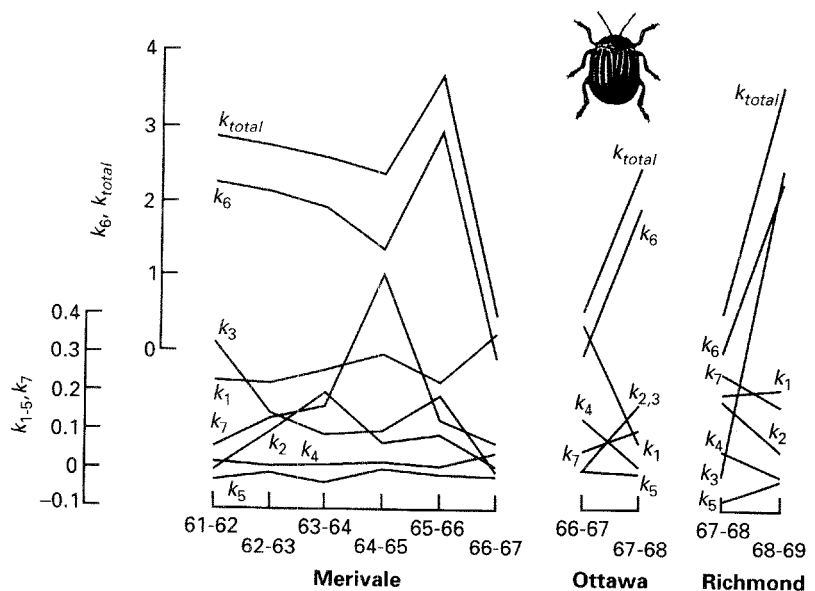 4
3
2
1
0
k6, ktotal
0.4
0.3
0.2
0.1
0
−0.1
k1-5,k7
ktotal
k6
k3
k1
k7
k2
k4
k5
61-62
62-63
63-64
64-65
65-66
66-67
Merivale
ktotal
k6
k4
k2,3
k7
k1
k5
66-67
67-68
Ottawa
ktotal
k6
k7
k1
k2
k4
k3
k5
67-68
68-69
Richmond